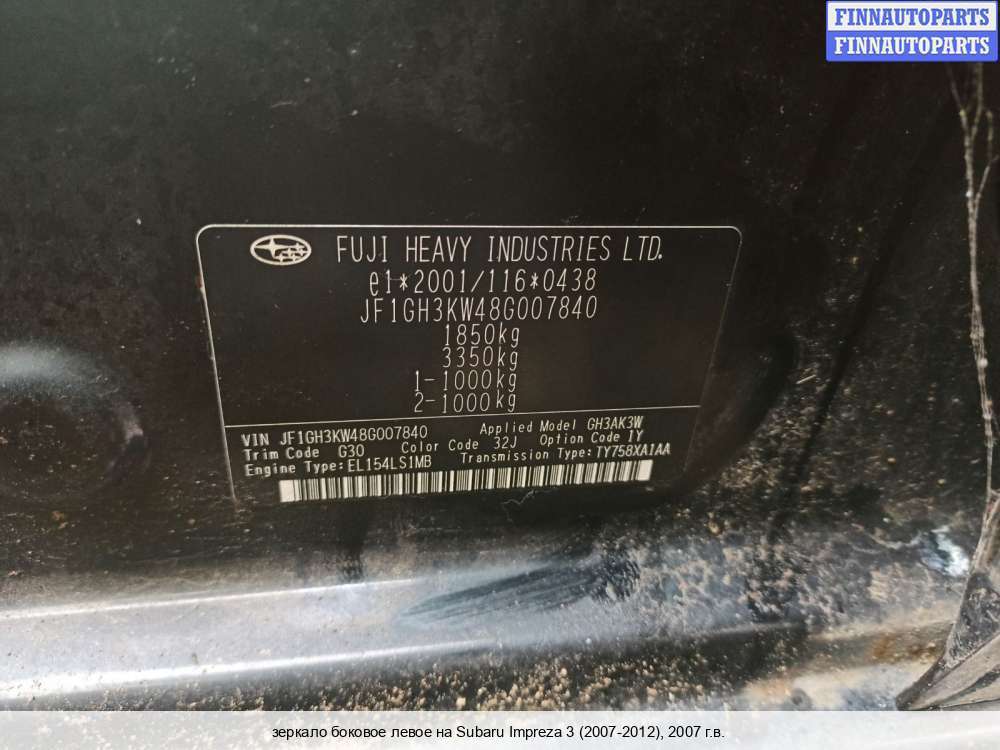 FINNAUTOPARTS
FINNAUTOPARTS
FUJI HEAVY INDUSTRIES LTD.
e1*2001/116*0438
JF1GH3KW48G007840
1850kg
3350kg
1-1000kg
2-1000kg
VIN JF1GH3KW48G007840 Applied Model GH3AK3W
Trim Code G30 Color Code 32J Option Code 1Y
Engine Type: EL154LS1MB Transmission Type: TY758XA1AA
зеркало боковое левое на Subaru Impreza 3 (2007-2012), 2007 г.в.